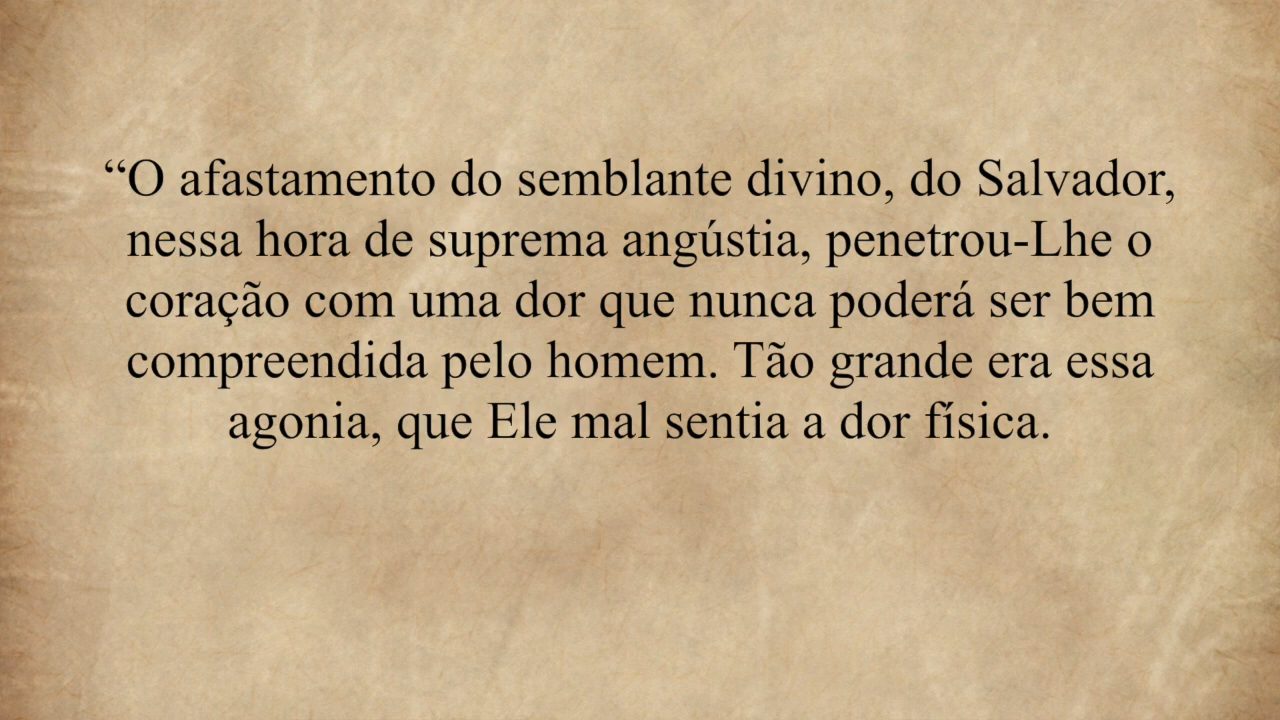 “O afastamento do semblante divino, do Salvador,
nessa hora de suprema angústia, penetrou-Lhe o
coração com uma dor que nunca poderá ser bem
compreendida pelo homem. Tão grande era essa
agonia, que Ele mal sentia a dor física.